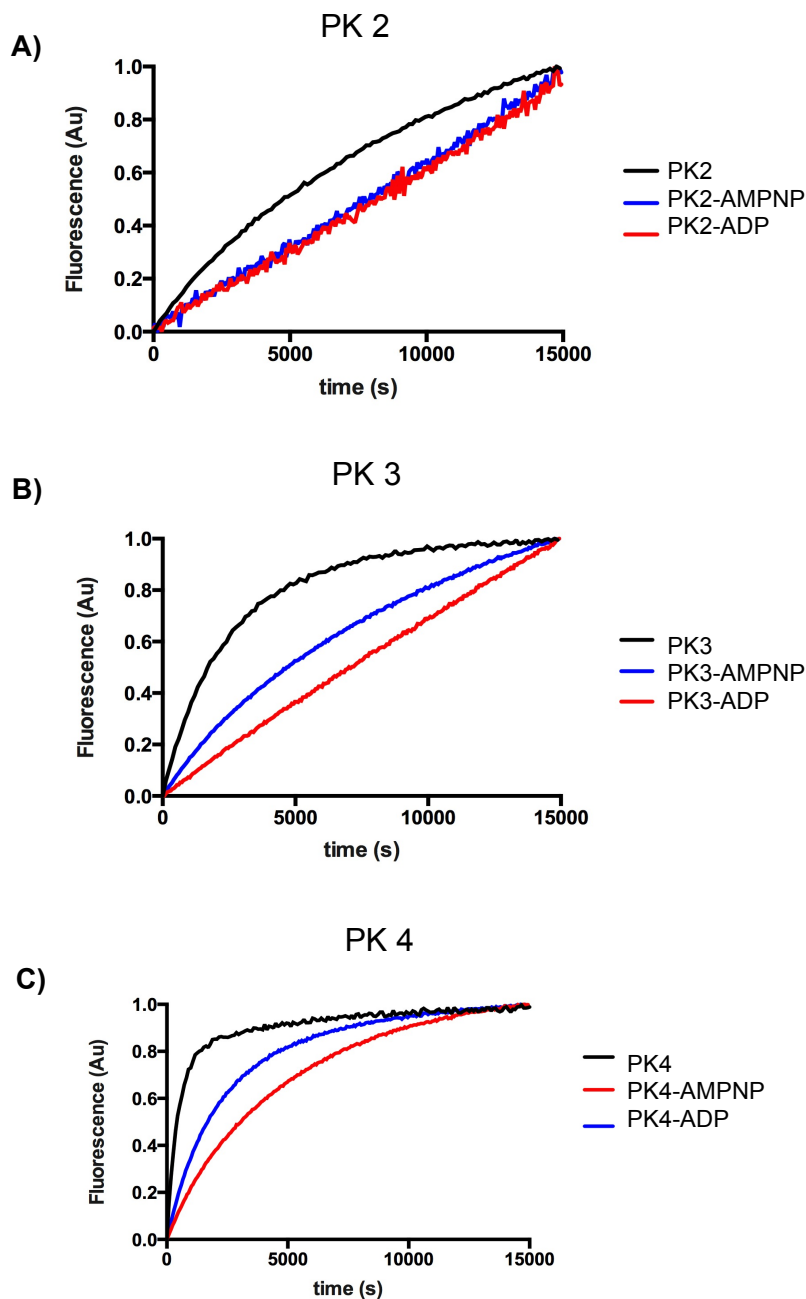 PK 2
A)
1.0
0.8
0.6
0.4
0.2
0.0
Fluorescence (Au)
0 5000 10000 15000
time (s)
PK2
PK2-AMPNP
PK2-ADP
PK 3
B)
1.0
0.8
0.6
0.4
0.2
0.0
Fluorescence (Au)
0 5000 10000 15000
time (s)
PK3
PK3-AMPNP
PK3-ADP
PK 4
C)
1.0
0.8
0.6
0.4
0.2
0.0
Fluorescence (Au)
0 5000 10000 15000
time (s)
PK4
PK4-AMPNP
PK4-ADP